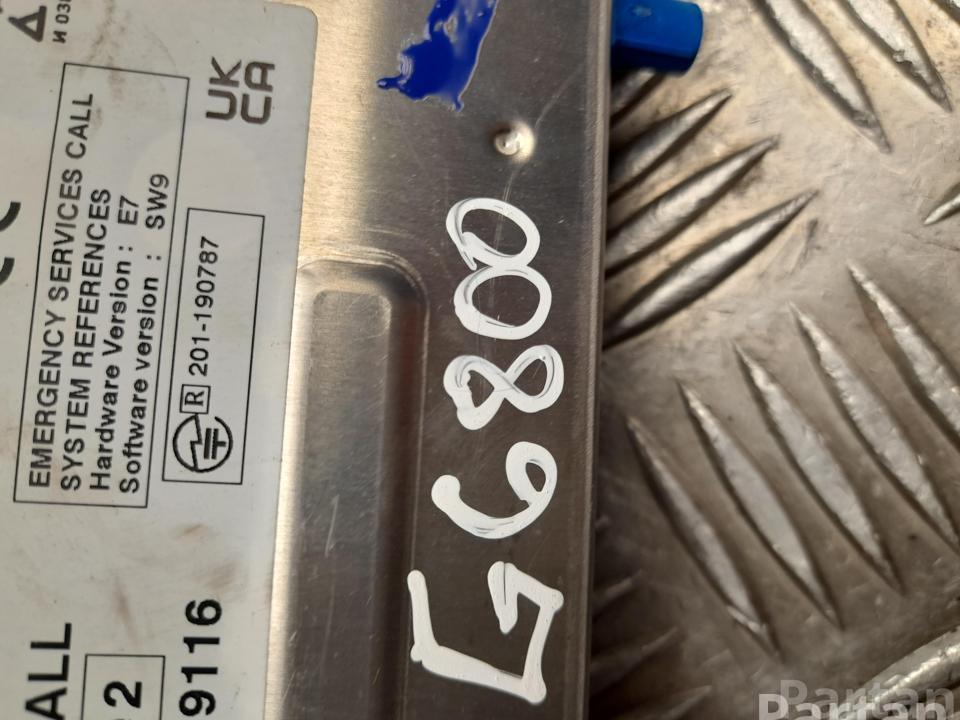 EMERGENCY SERVICES CALL
SYSTEM REFERENCES
Hardware Version : E7
Software version : SW9
UK
CA
R 201-190787
ALL
2
9116
G6800
Partan